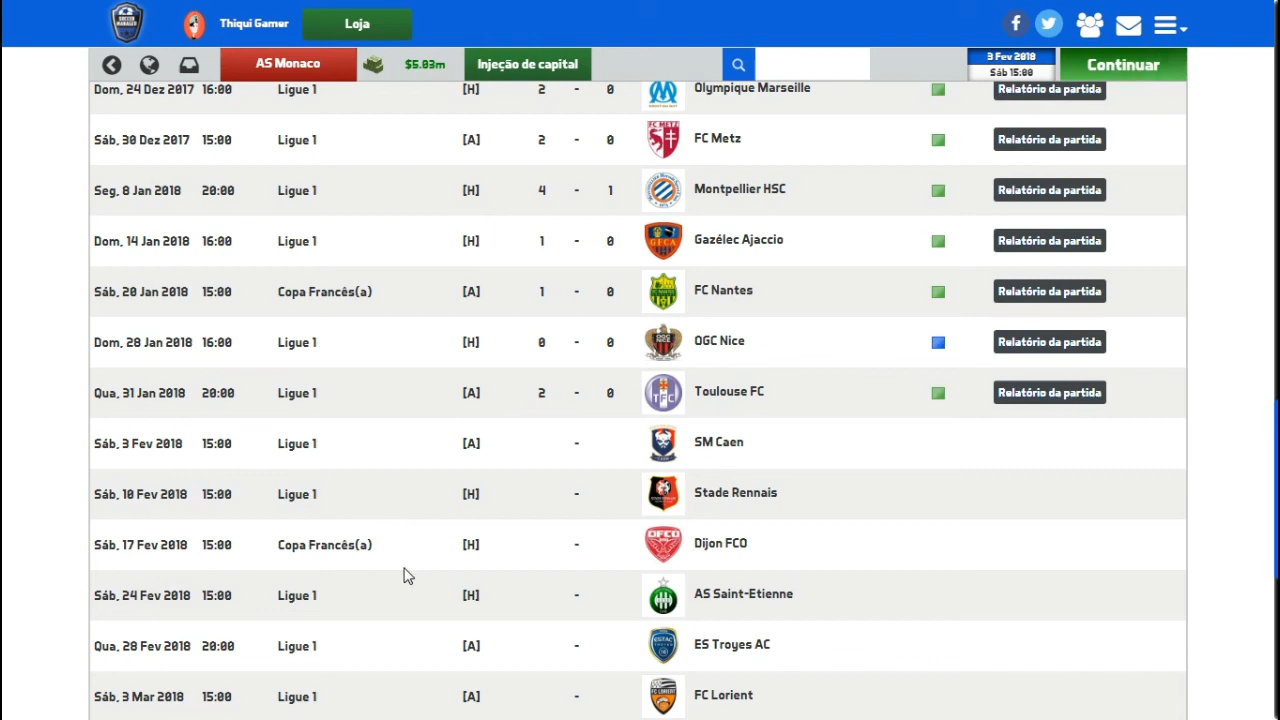 SOCCER MANAGER Thiqui Gamer Loja
AS Monaco $5.03m Injeção de capital 3 Fev 2018 Sáb 15:00 Continuar
Dom, 24 Dez 2017 16:00 Ligue 1 [H] 2 - 0 Olympique Marseille Relatório da partida
Sáb, 30 Dez 2017 15:00 Ligue 1 [A] 2 - 0 FC Metz Relatório da partida
Seg, 8 Jan 2018 20:00 Ligue 1 [H] 4 - 1 Montpellier HSC Relatório da partida
Dom, 14 Jan 2018 16:00 Ligue 1 [H] 1 - 0 Gazélec Ajaccio Relatório da partida
Sáb, 20 Jan 2018 15:00 Copa Francês(a) [A] 1 - 0 FC Nantes Relatório da partida
Dom, 28 Jan 2018 16:00 Ligue 1 [H] 0 - 0 OGC Nice Relatório da partida
Qua, 31 Jan 2018 20:00 Ligue 1 [A] 2 - 0 Toulouse FC Relatório da partida
Sáb, 3 Fev 2018 15:00 Ligue 1 [A] - SM Caen
Sáb, 10 Fev 2018 15:00 Ligue 1 [H] - Stade Rennais
Sáb, 17 Fev 2018 15:00 Copa Francês(a) [H] - Dijon FCO
Sáb, 24 Fev 2018 15:00 Ligue 1 [H] - AS Saint-Etienne
Qua, 28 Fev 2018 20:00 Ligue 1 [A] - ES Troyes AC
Sáb, 3 Mar 2018 15:00 Ligue 1 [A] - FC Lorient